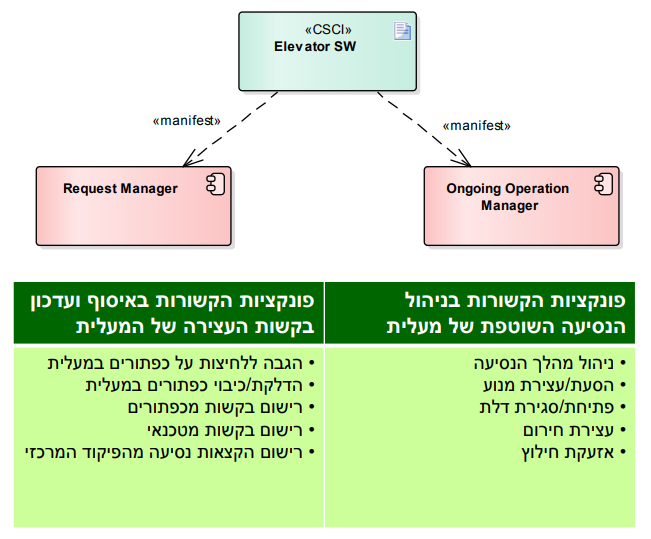 «CSCI»
Elevator SW
«manifest»
«manifest»
Request Manager
Ongoing Operation
Manager
פונקציות הקשורות בניהול
הנסיעה השוטפת של מעלית
פונקציות הקשורות באיסוף ועדכון
בקשות העצירה של המעלית
• ניהול מהלך הנסיעה
• הסעת/עצירת מנוע
• פתיחת/סגירת דלת
• עצירת חירום
• אזעקת חילוץ
• הגבה ללחיצות על כפתורים במעלית
• הדלקת/כיבוי כפתורים במעלית
• רישום בקשות מכפתורים
• רישום בקשות מטכנאי
• רישום הקצאות נסיעה מהפיקוד המרכזי